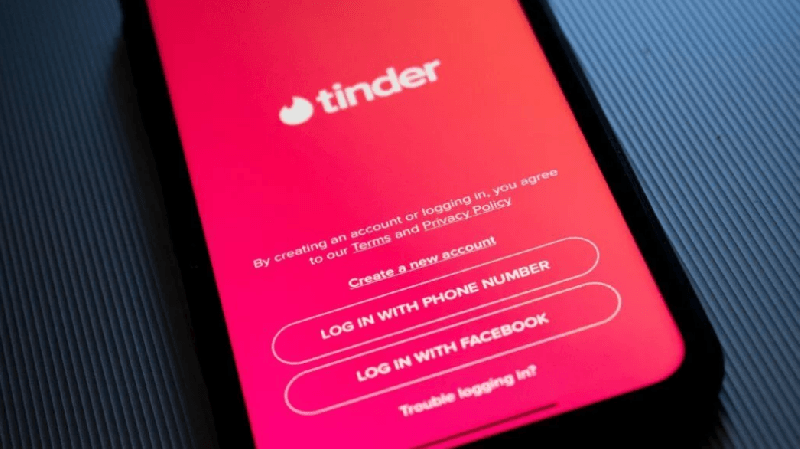 tinder
By creating an account or logging in, you agree
to our Terms and Privacy Policy
Create a new account
LOG IN WITH PHONE NUMBER
LOG IN WITH FACEBOOK
Trouble logging in?